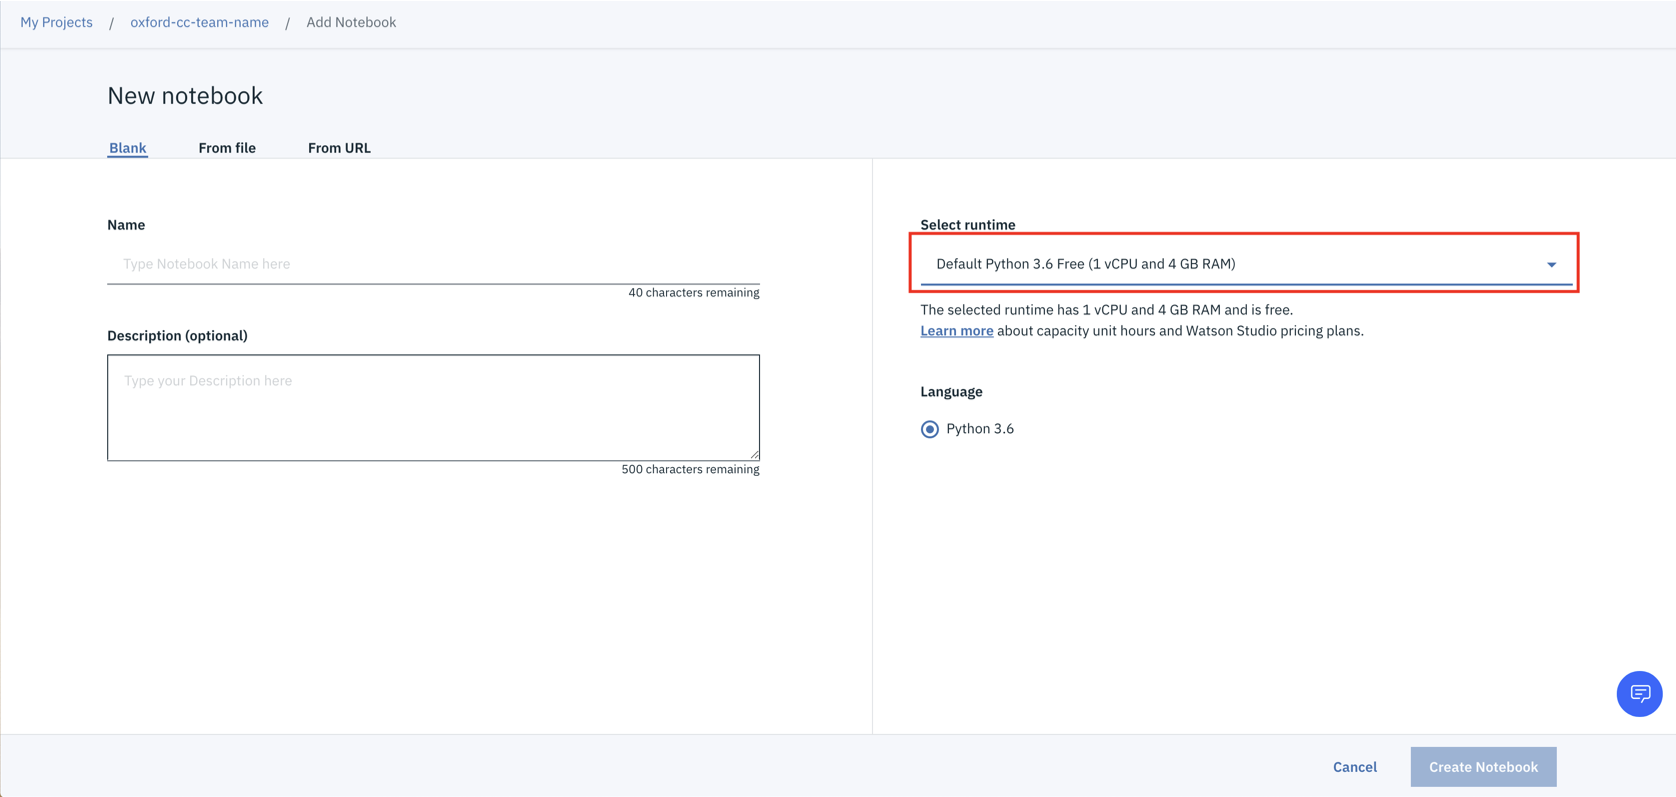 My Projects / oxford-cc-team-name / Add Notebook
New notebook
Blank From file From URL
Name
Type Notebook Name here
40 characters remaining
Description (optional)
Type your Description here
500 characters remaining
Select runtime
Default Python 3.6 Free (1 vCPU and 4 GB RAM)
The selected runtime has 1 vCPU and 4 GB RAM and is free.
Learn more about capacity unit hours and Watson Studio pricing plans.
Language
Python 3.6
Cancel Create Notebook